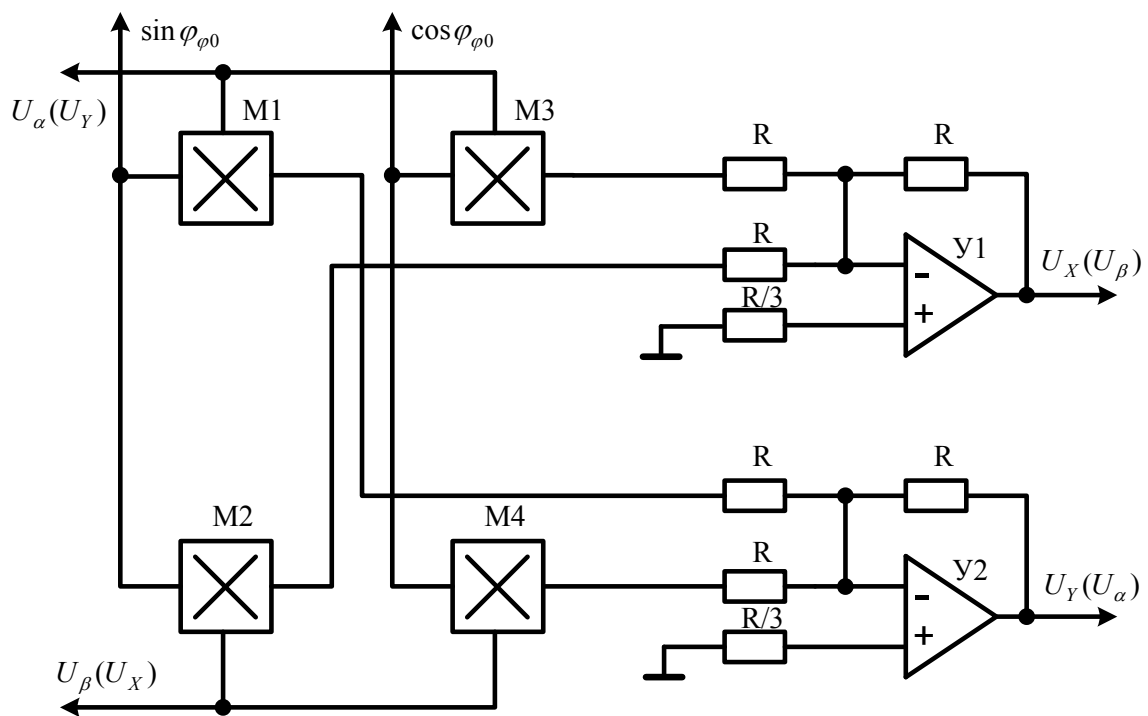 sin φφ0
cos φφ0
Uα(UY)
M1
M3
R
R
R
У1
UX(Uβ)
R/3
-
+
R
R
M2
M4
R
У2
UY(Uα)
R/3
-
+
Uβ(UX)